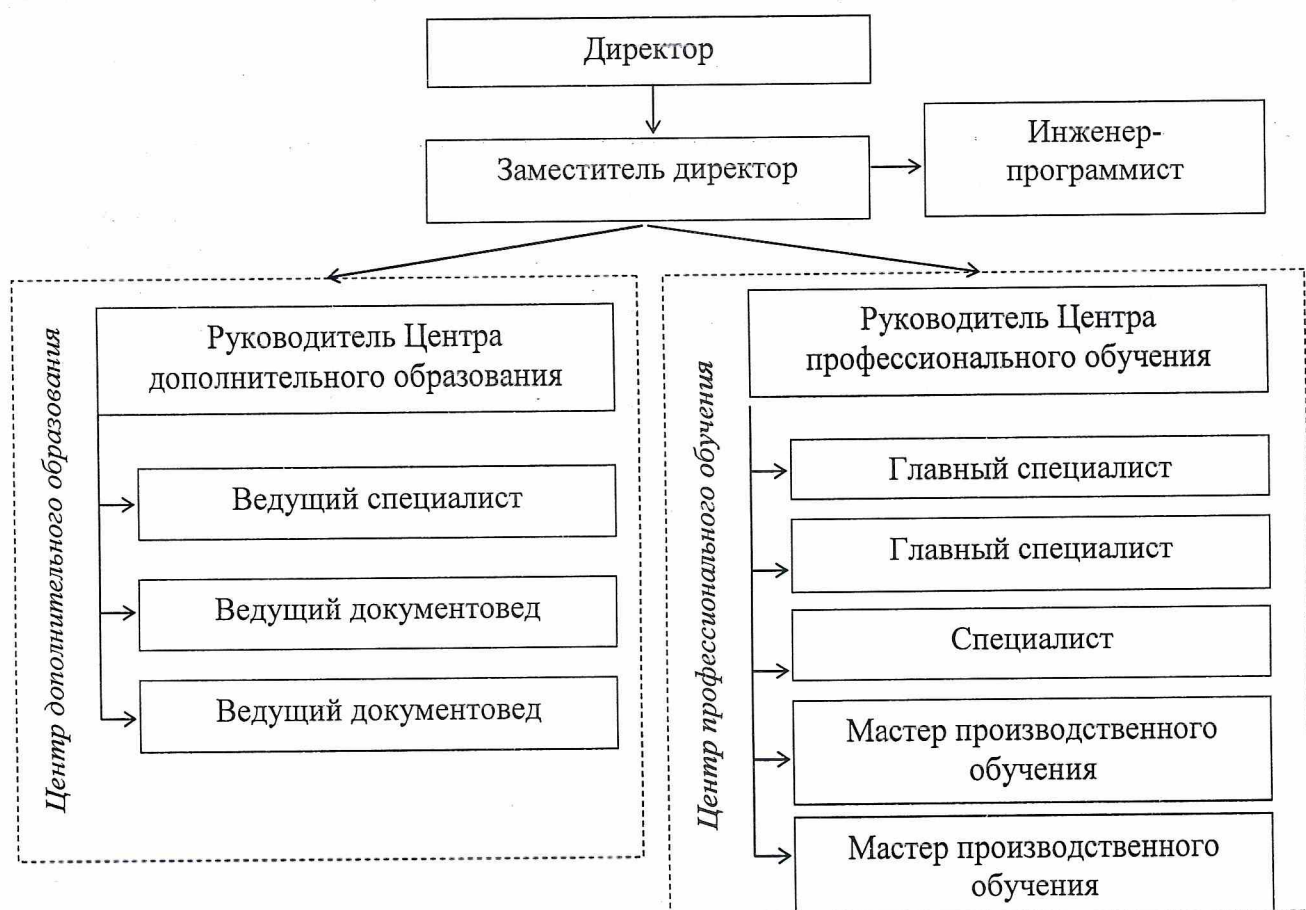 Директор
Заместитель директор
Инженер-
программист
Центр дополнительного образования
Руководитель Центра
дополнительного образования
Ведущий специалист
Ведущий документовед
Ведущий документовед
Центр профессионального обучения
Руководитель Центра
профессионального обучения
Главный специалист
Главный специалист
Специалист
Мастер производственного
обучения
Мастер производственного
обучения